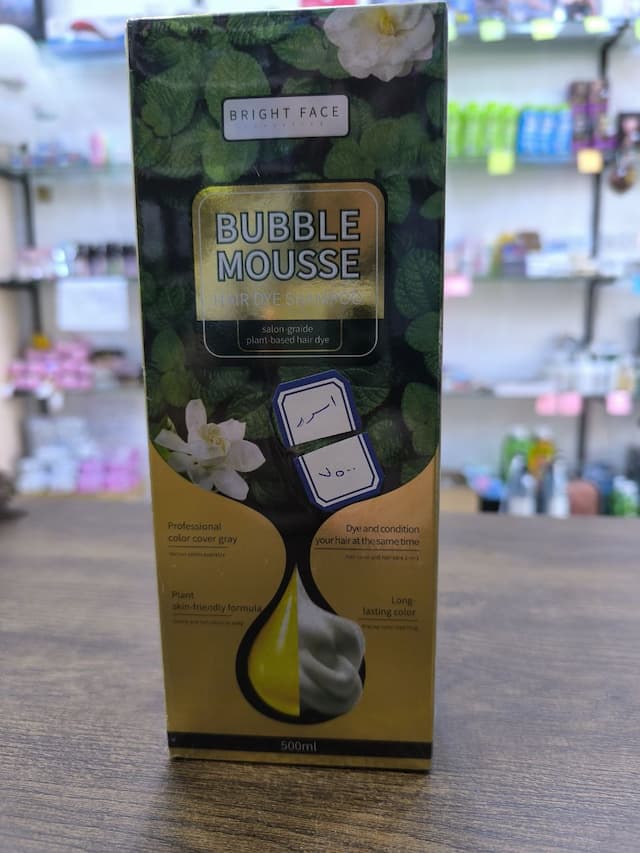 BRIGHT FACE
BUBBLE
MOUSSE
HAIR DYE SHAMPOO
salon-graide
plant-based hair dye
اسود
Professional
color cover gray
Dye and condition
your hair at the same time
Plant
skin-friendly formula
Long-
lasting color
500ml